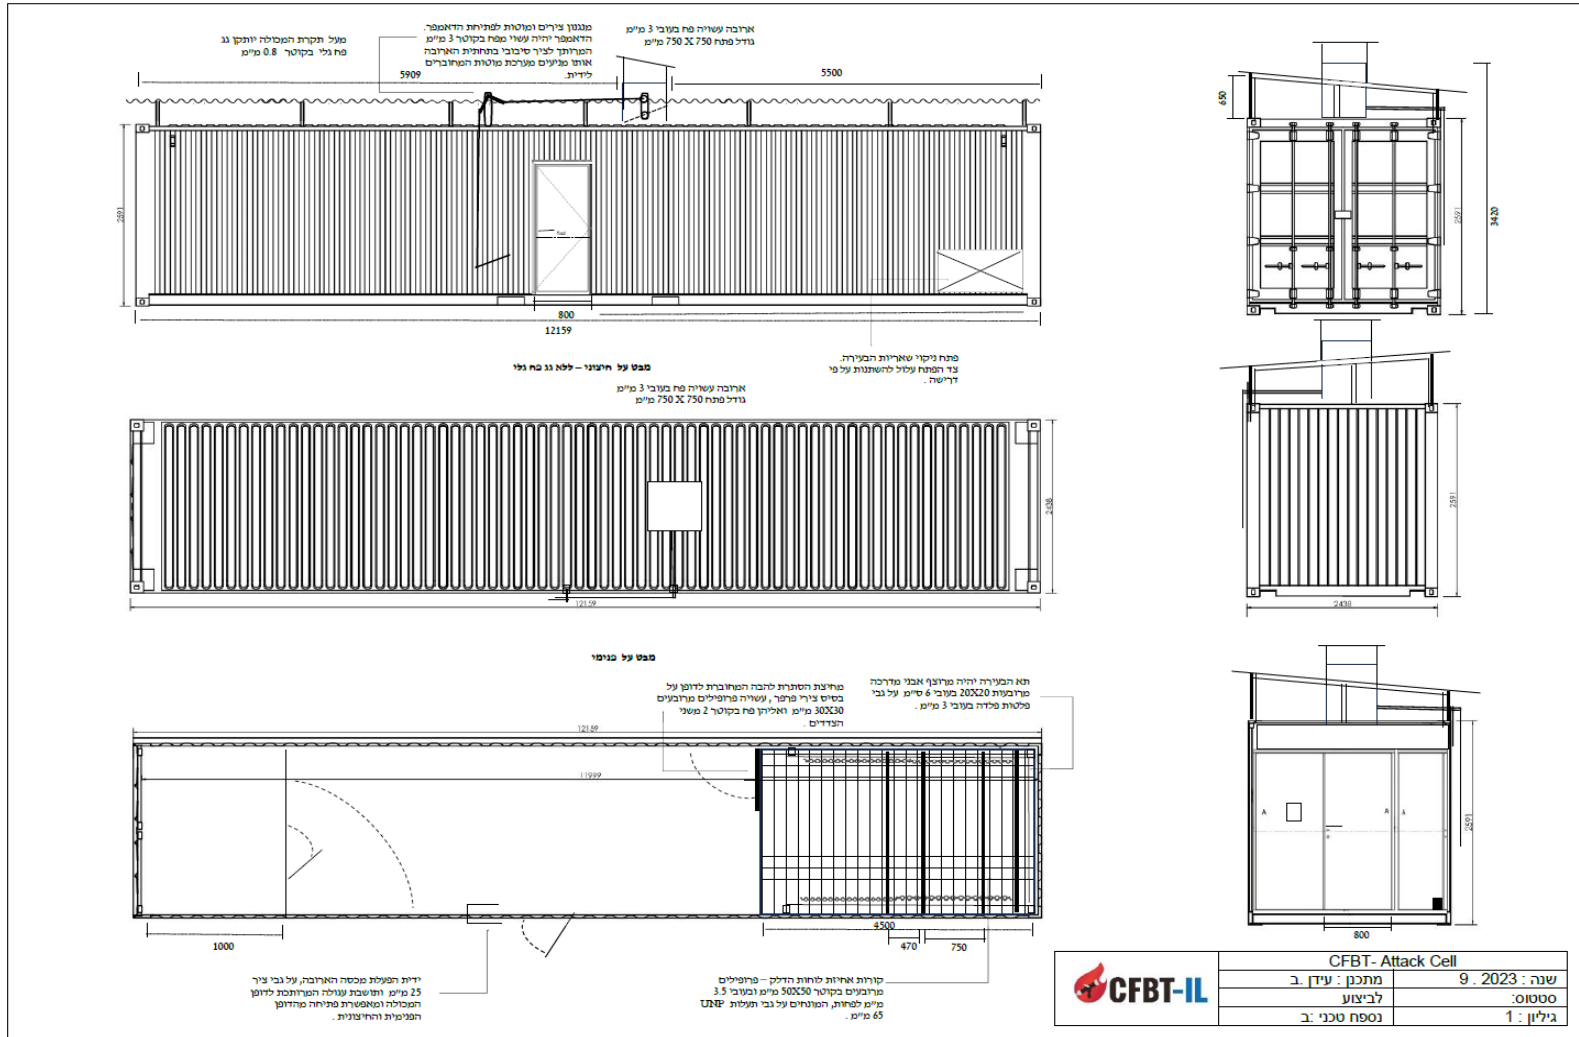 מעל תקרת המכולה יותקן גג
פח גלי בקוטר 0.8 מ״מ
מנגנון צירים ומוטות לפתיחת הדאמפר.
הדאמפר יהיה עשוי מפח בקוטר 3 מ״מ
המרותך לציר סיבובי בתחתית הארובה
אותו מניעים מערכת מוטות המחוברים
לידית.
ארובה עשויה פח בעובי 3 מ״מ
גודל פתח 750 X 750 מ״מ
5909
5500
650
2591
2591
3420
800
12159
פתח ניקוי שאריות הבעירה.
צד הפתח עלול להשתנות על פי
דרישה .
מבט על חיצוני – ללא גג פח גלי
ארובה עשויה פח בעובי 3 מ״מ
גודל פתח 750 X 750 מ״מ
2438
2591
12159
2438
מבט על פנימי
מחיצת הסתרת להבה המחוברת לדופן על
בסיס צירי פרפר , עשויה פרופילים מרובעים
30X30 מ״מ ואליהן פח בקוטר 2 משני
הצדדים .
תא הבעירה יהיה מרוצף אבני מדרכה
מרובעות 20X20 בעובי 6 ס״מ על גבי
פלטות פלדה בעובי 3 מ״מ .
12159
11999
A
A
A
2591
1000
4500
470
750
800
ידית הפעלת מכסה הארובה, על גבי ציר
25 מ״מ ותושבת עגולה המרותכת לדופן
המכולה ומאפשרת פתיחה מהדופן
הפנימית והחיצונית .
קורות אחיזת לוחות הדלק – פרופילים
מרובעים בקוטר 50X50 מ״מ ובעובי 3.5
מ״מ לפחות, המונחים על גבי תעלות UNP
65 מ״מ .
CFBT-IL
CFBT- Attack Cell
שנה : 2023 . 9
מתכנן : עידן .ב
סטטוס:
לביצוע
גיליון : 1
נספח טכני :ב